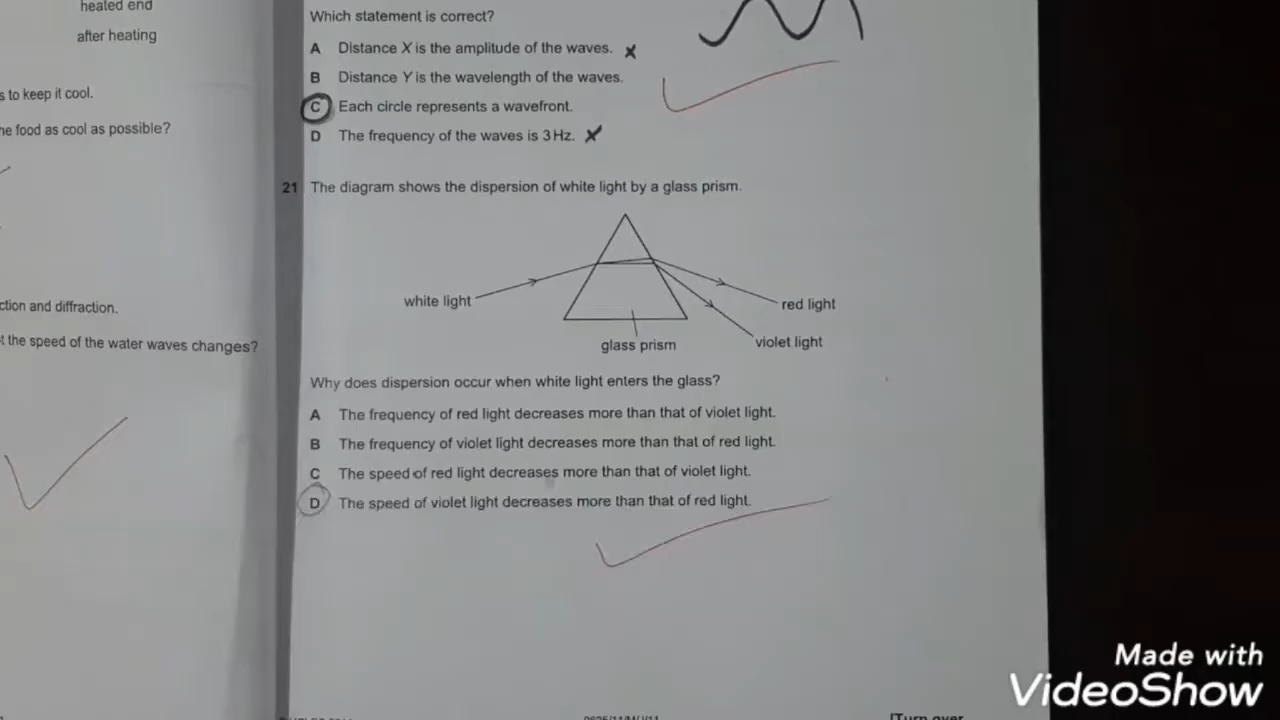 heated end
after heating
s to keep it cool.
he food as cool as possible?
ction and diffraction.
t the speed of the water waves changes?
Which statement is correct?
A Distance X is the amplitude of the waves.
B Distance Y is the wavelength of the waves.
C Each circle represents a wavefront.
D The frequency of the waves is 3 Hz.
21 The diagram shows the dispersion of white light by a glass prism.
white light
red light
glass prism
violet light
Why does dispersion occur when white light enters the glass?
A The frequency of red light decreases more than that of violet light.
B The frequency of violet light decreases more than that of red light.
C The speed of red light decreases more than that of violet light.
D The speed of violet light decreases more than that of red light.
[Turn over
Made with
VideoShow